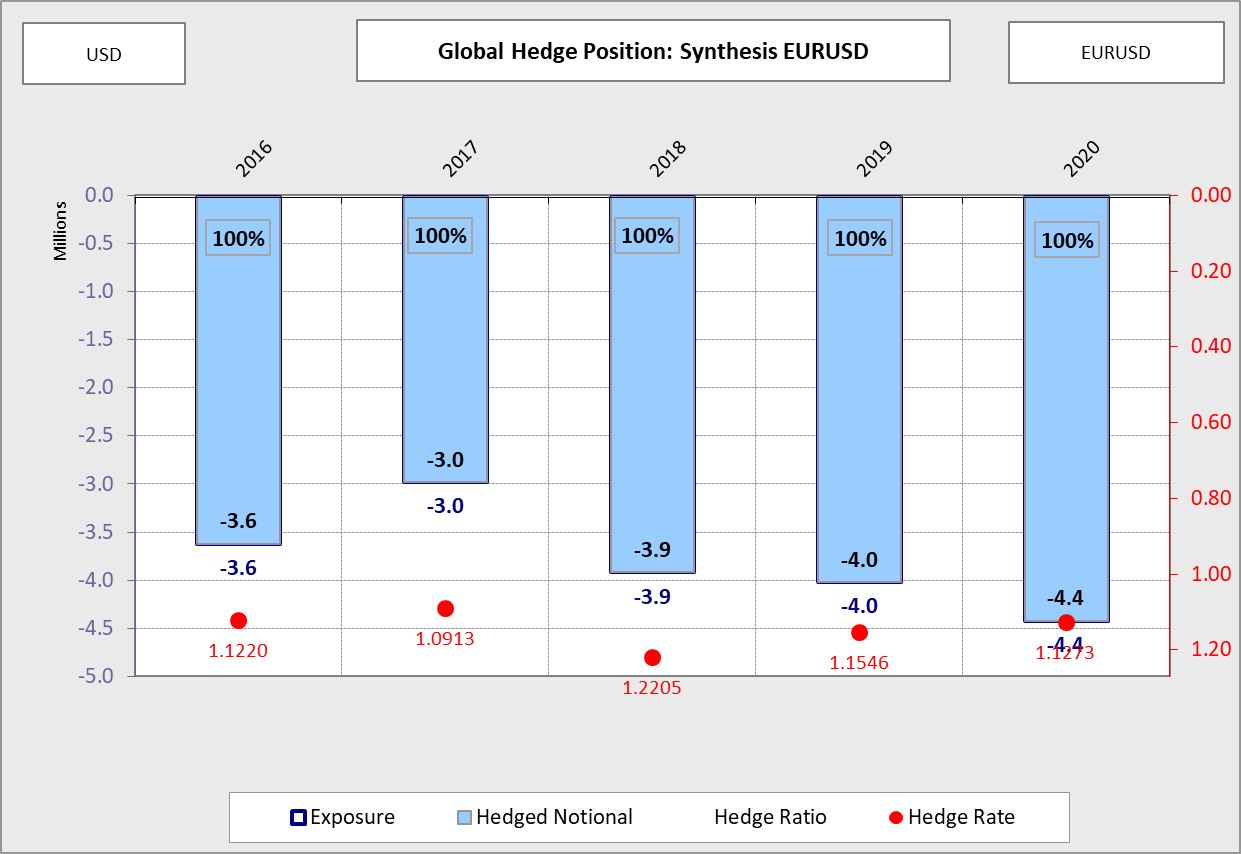 USD
Global Hedge Position: Synthesis EURUSD
EURUSD
2016 2017 2018 2019 2020
Millions
0.0 0.00
-0.5 0.20
-1.0 0.40
-1.5 0.60
-2.0 0.80
-2.5 1.00
-3.0 1.20
-3.5
-4.0
-4.5
-5.0
100% 100% 100% 100% 100%
-3.6 -3.0 -3.9 -4.0 -4.4
-3.6 -3.0 -3.9 -4.0 -4.4
1.1220 1.0913 1.2205 1.1546 1.1273
Exposure Hedged Notional Hedge Ratio Hedge Rate